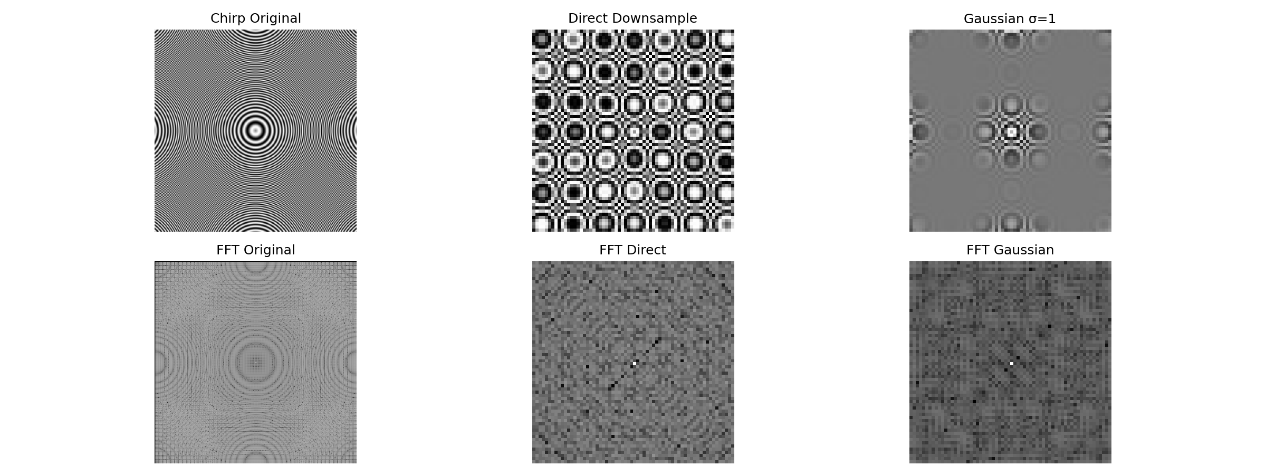 Chirp Original
Direct Downsample
Gaussian σ=1
FFT Original
FFT Direct
FFT Gaussian